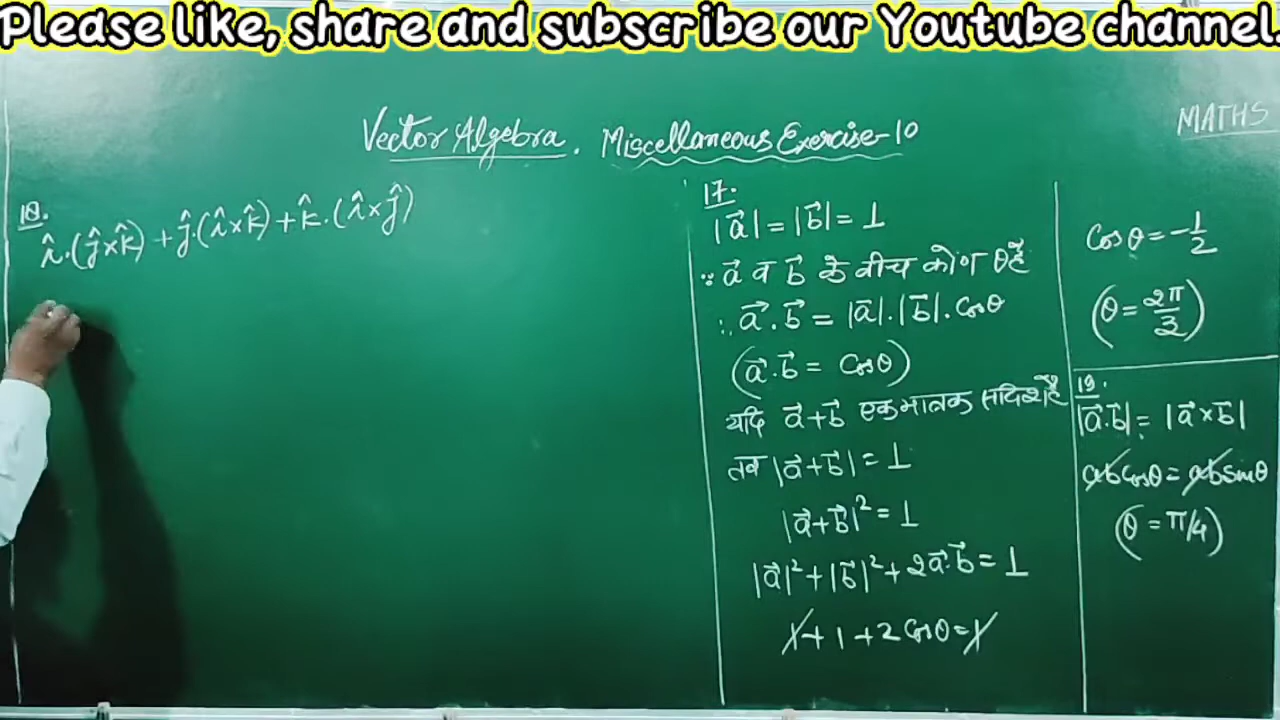 Please like, share and subscribe our Youtube channel.
MATHS
Vector Algebra. Miscellaneous Exercise-10
18.
î.(ĵ×k̂)+ĵ.(î×k̂)+k̂.(î×ĵ)
17.
|a⃗|=|b⃗|=1
∵ a⃗ व b⃗ के बीच कोण θ है
∴ a⃗.b⃗ = |a⃗|.|b⃗|.cosθ
(a⃗.b⃗ = cosθ)
यदि a⃗+b⃗ एक मात्रक सदिश है
तब |a⃗+b⃗|=1
|a⃗+b⃗|²=1
|a⃗|²+|b⃗|²+2a⃗.b⃗=1
1+1+2cosθ=1
cosθ=-1/2
(θ=2π/3)
19.
|a⃗.b⃗|=|a⃗×b⃗|
abcosθ=absinθ
(θ=π/4)